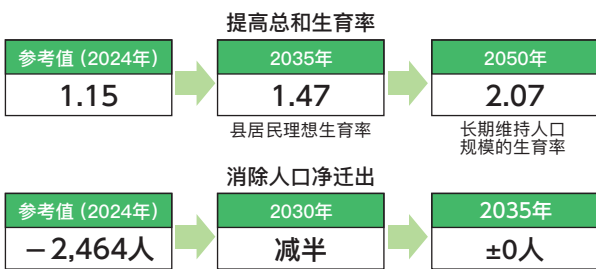 提高总和生育率
参考值（2024年） 2035年 2050年
1.15 1.47 2.07
县居民理想生育率 长期维持人口
规模的生育率
消除人口净迁出
参考值（2024年） 2030年 2035年
－2,464人 减半 ±0人